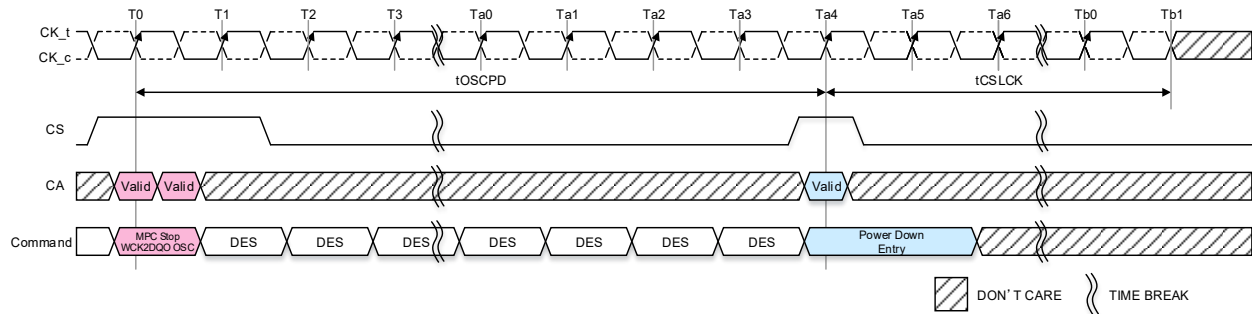 T0 T1 T2 T3 Ta0 Ta1 Ta2 Ta3 Ta4 Ta5 Ta6 Tb0 Tb1
CK_t
CK_c
tOSCPD tCSLCK
CS
CA Valid Valid Valid
Command MPC Stop WCK2DQO OSC DES DES DES DES DES DES DES Power Down Entry
DON'T CARE TIME BREAK